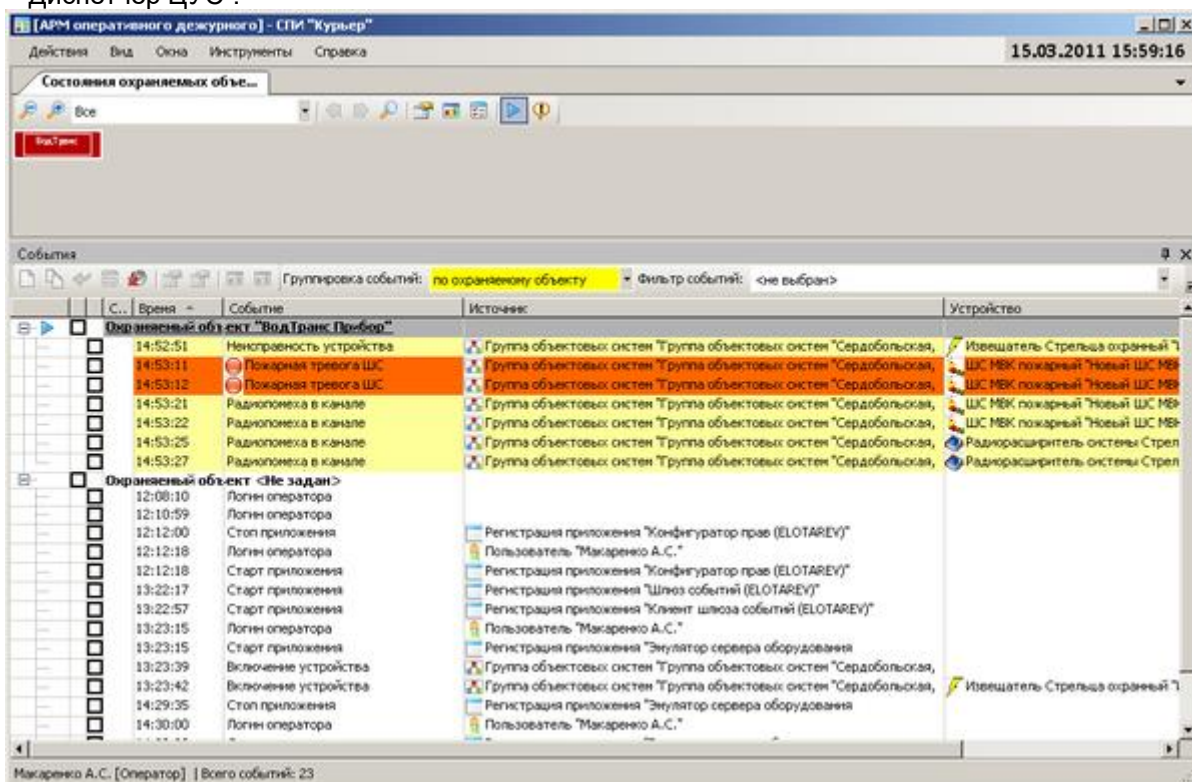 диспетчер ЦУС".
[АРМ оперативного дежурного] - СПИ "Курьер"
Действия Вид Окна Инструменты Справка 15.03.2011 15:59:16
Состояния охраняемых объе...
Все
ВодТранс
События
Группировка событий: по охраняемому объекту Фильтр событий: <не выбран>
С.. Время Событие Источник Устройство
Охраняемый объект "ВодТранс Прибор"
14:52:51 Неисправность устройства Группа объектовых систем "Группа объектовых систем "Сердобольская, Извещатель Стрельца охранный "
14:53:11 Пожарная тревога ШС Группа объектовых систем "Группа объектовых систем "Сердобольская, ШС МВК пожарный "Новый ШС МВК
14:53:12 Пожарная тревога ШС Группа объектовых систем "Группа объектовых систем "Сердобольская, ШС МВК пожарный "Новый ШС МВК
14:53:21 Радиопомеха в канале Группа объектовых систем "Группа объектовых систем "Сердобольская, ШС МВК пожарный "Новый ШС МВК
14:53:22 Радиопомеха в канале Группа объектовых систем "Группа объектовых систем "Сердобольская, ШС МВК пожарный "Новый ШС МВК
14:53:25 Радиопомеха в канале Группа объектовых систем "Группа объектовых систем "Сердобольская, Радиорасширитель системы Стрел
14:53:27 Радиопомеха в канале Группа объектовых систем "Группа объектовых систем "Сердобольская, Радиорасширитель системы Стрел
Охраняемый объект <Не задан>
12:08:10 Логин оператора
12:10:59 Логин оператора
12:12:00 Стоп приложения Регистрация приложения "Конфигуратор прав (ELOTAREV)"
12:12:18 Логин оператора Пользователь "Макаренко А.С."
12:12:18 Старт приложения Регистрация приложения "Конфигуратор прав (ELOTAREV)"
13:22:17 Старт приложения Регистрация приложения "Шлюз событий (ELOTAREV)"
13:22:57 Старт приложения Регистрация приложения "Клиент шлюза событий (ELOTAREV)"
13:23:15 Логин оператора Пользователь "Макаренко А.С."
13:23:15 Старт приложения Регистрация приложения "Эмулятор сервера оборудования
13:23:39 Включение устройства Группа объектовых систем "Группа объектовых систем "Сердобольская,
13:23:42 Включение устройства Группа объектовых систем "Группа объектовых систем "Сердобольская, Извещатель Стрельца охранный "
14:29:35 Стоп приложения Регистрация приложения "Эмулятор сервера оборудования
14:30:00 Логин оператора Пользователь "Макаренко А.С."
Макаренко А.С. [Оператор] | Всего событий: 23